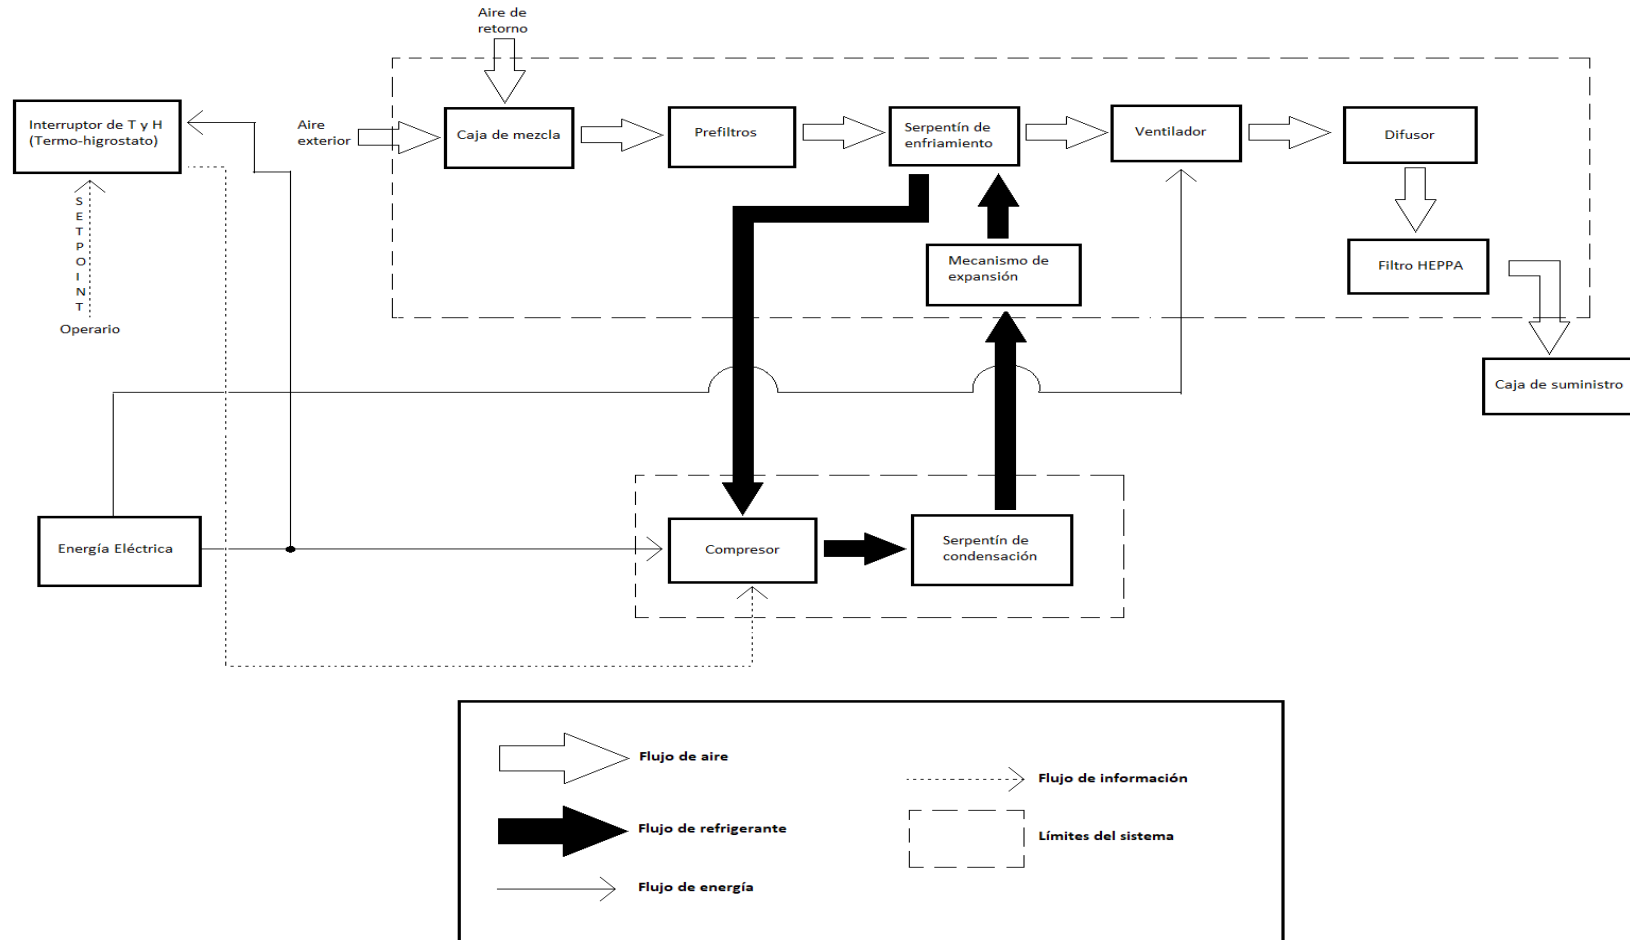 Aire de
retorno
Interruptor de T y H
(Termo-higrostato)
Aire
exterior
Caja de mezcla
Prefiltros
Serpentín de
enfriamiento
Ventilador
Difusor
SETPOINT
Operario
Mecanismo de
expansión
Filtro HEPPA
Caja de suministro
Energía Eléctrica
Compresor
Serpentín de
condensación
Flujo de aire
Flujo de información
Flujo de refrigerante
Límites del sistema
Flujo de energía